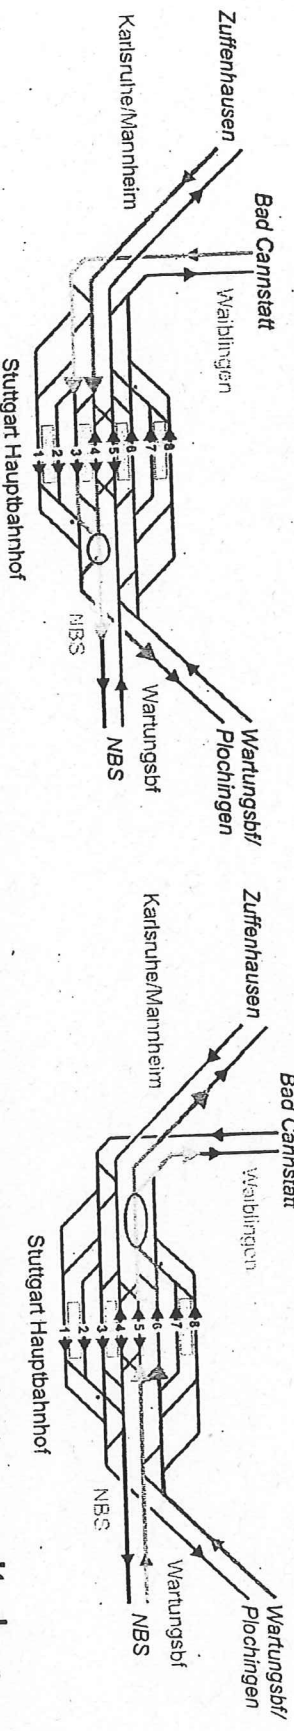 Zuffenhausen
Karlsruhe/Mannheim
Bad Cannstatt
Waiblingen
1
2
3
4
5
6
7
8
Stuttgart Hauptbahnhof
NBS
Wartungsbf
NBS
Wartungsbf/
Plochingen
Zuffenhausen
Karlsruhe/Mannheim
Bad Cannstatt
Waiblingen
1
2
3
4
5
6
7
8
Stuttgart Hauptbahnhof
NBS
Wartungsbf
NBS
Wartungsbf/
Plochingen